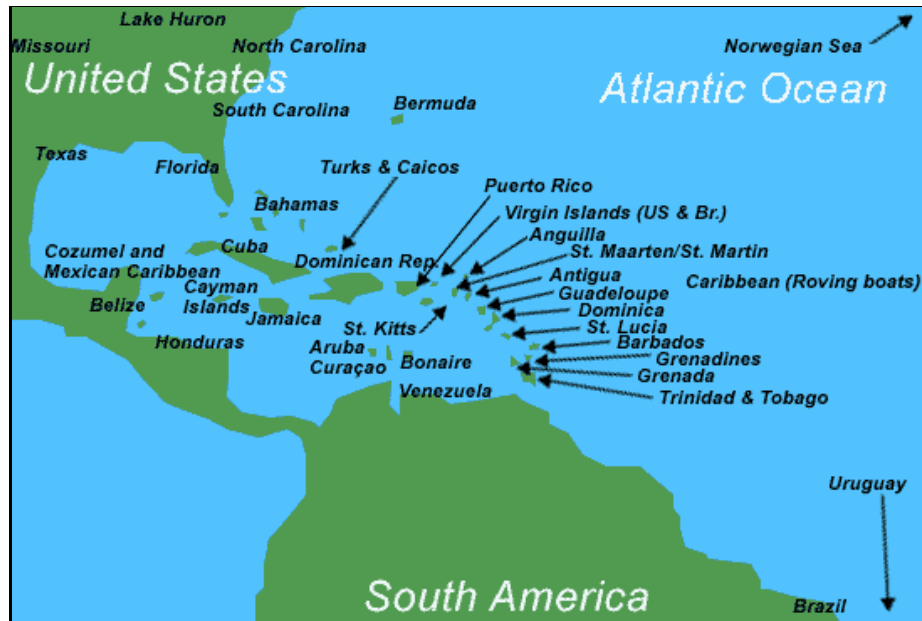 Lake Huron
Missouri
North Carolina
Norwegian Sea
United States
Atlantic Ocean
South Carolina
Bermuda
Texas
Florida
Turks & Caicos
Puerto Rico
Bahamas
Virgin Islands (US & Br.)
Anguilla
Cuba
Cozumel and
Mexican Caribbean
Dominican Rep.
St. Maarten/St. Martin
Antigua
Caribbean (Roving boats)
Cayman
Islands
Guadeloupe
Belize
Dominica
Jamaica
St. Kitts
St. Lucia
Honduras
Barbados
Aruba
Curaçao
Bonaire
Grenadines
Grenada
Venezuela
Trinidad & Tobago
Uruguay
South America
Brazil